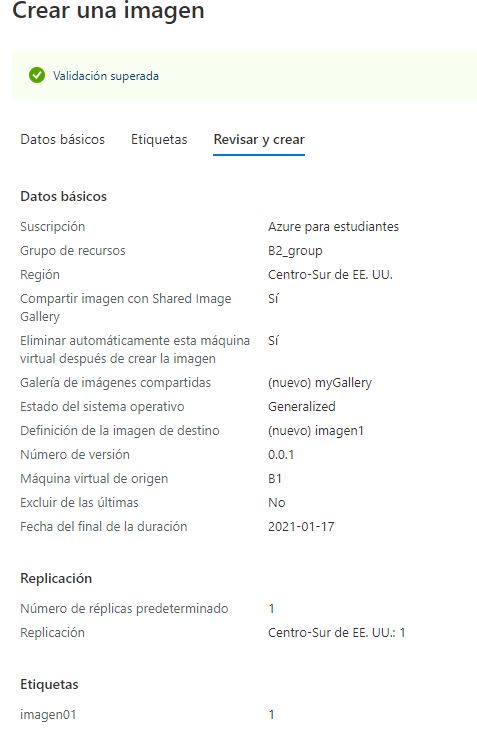 Crear una imagen
Validación superada
Datos básicos Etiquetas Revisar y crear
Datos básicos
Suscripción Azure para estudiantes
Grupo de recursos B2_group
Región Centro-Sur de EE. UU.
Compartir imagen con Shared Image Sí
Gallery
Eliminar automáticamente esta máquina Sí
virtual después de crear la imagen
Galería de imágenes compartidas (nuevo) myGallery
Estado del sistema operativo Generalized
Definición de la imagen de destino (nuevo) imagen1
Número de versión 0.0.1
Máquina virtual de origen B1
Excluir de las últimas No
Fecha del final de la duración 2021-01-17
Replicación
Número de réplicas predeterminado 1
Replicación Centro-Sur de EE. UU.: 1
Etiquetas
imagen01 1